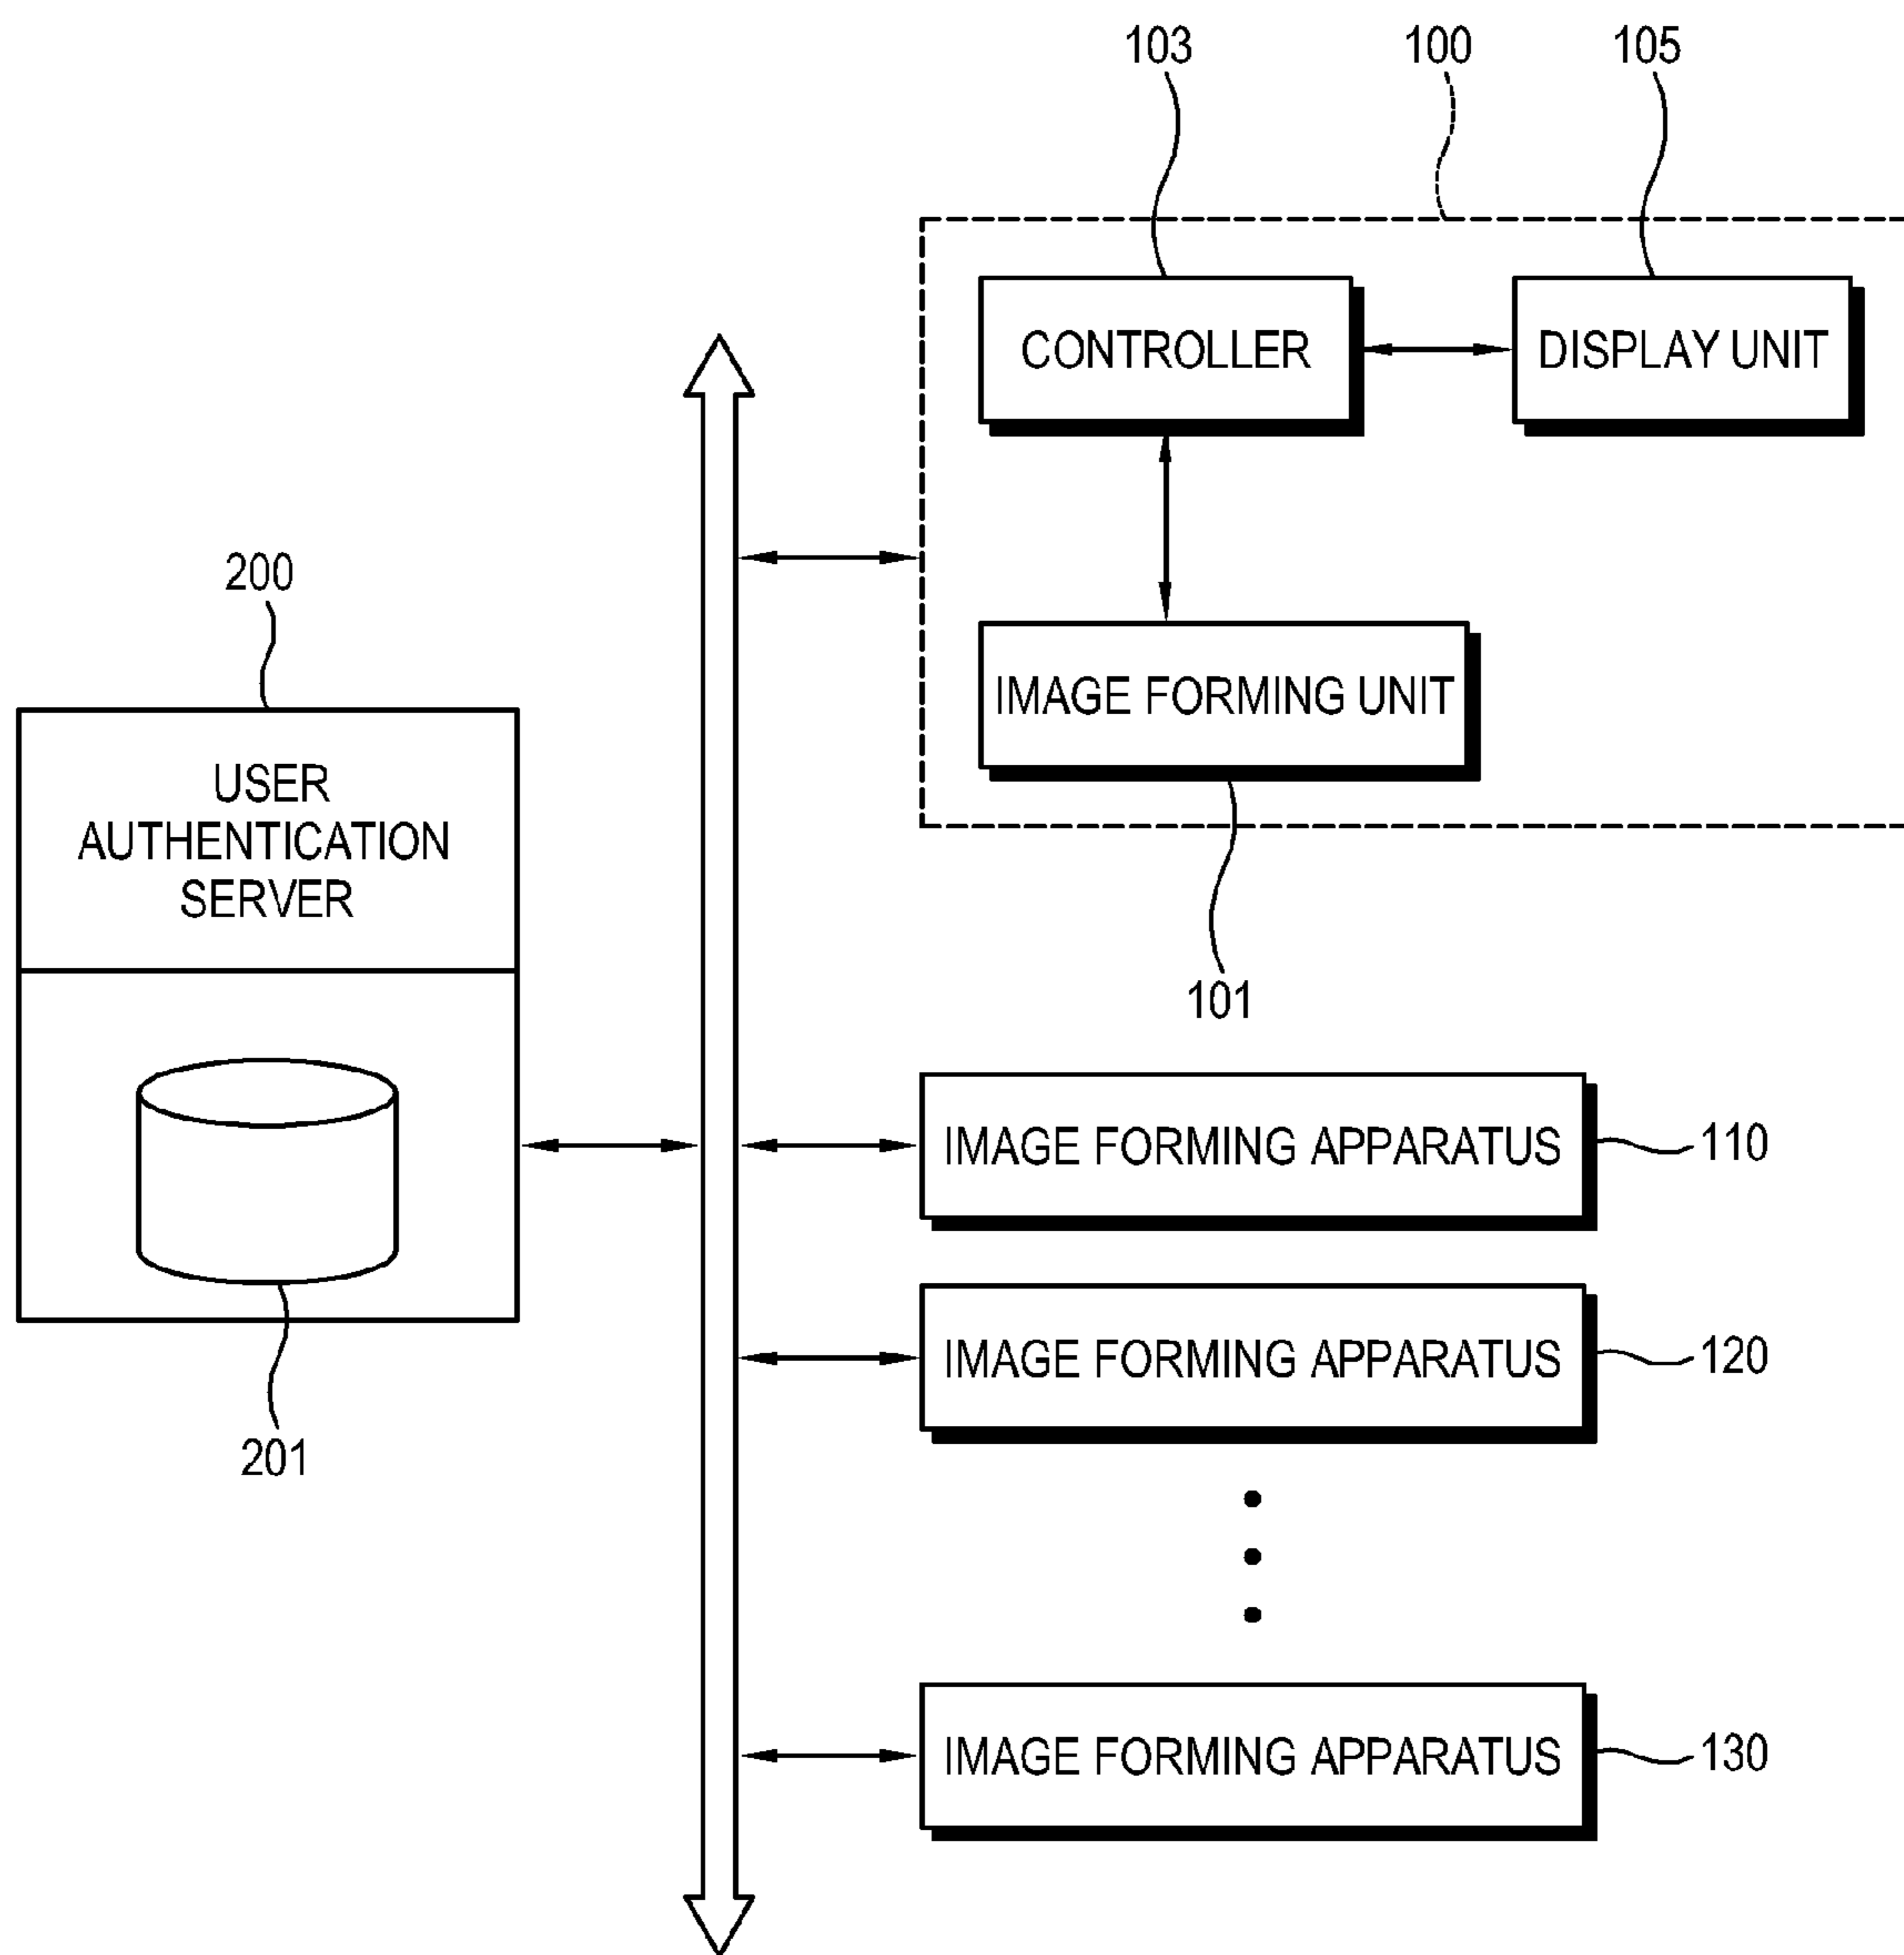 103
100
105
CONTROLLER
DISPLAY UNIT
200
IMAGE FORMING UNIT
USER
AUTHENTICATION
SERVER
101
IMAGE FORMING APPARATUS
110
IMAGE FORMING APPARATUS
120
201
IMAGE FORMING APPARATUS
130